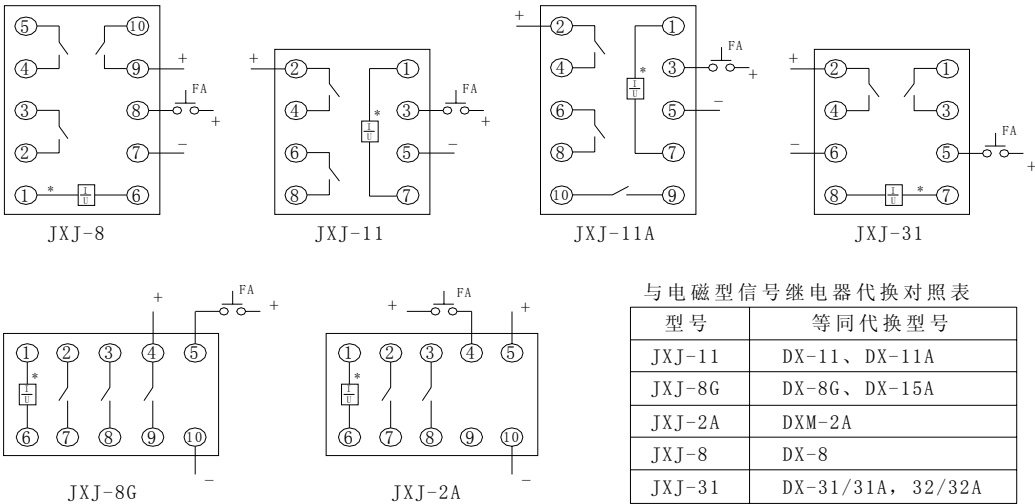 5 10
4 9 +
3 8 FA +
2 7 −
1 * I/U 6
JXJ-8
+ 2 1
4 3 FA +
I/U *
6 5 −
8 7
JXJ-11
+ 2 1
4 3 FA +
I/U *
6 5 −
8 7
10 9
JXJ-11A
+ 2 1
4 3
− 6 5 FA +
8 I/U * 7
JXJ-31
+ FA +
1 2 3 4 5
I/U *
6 7 8 9 10
−
JXJ-8G
+ FA +
1 2 3 4 5
I/U *
6 7 8 9 10
−
JXJ-2A
与电磁型信号继电器代换对照表
型号 等同代换型号
JXJ-11 DX-11、DX-11A
JXJ-8G DX-8G、DX-15A
JXJ-2A DXM-2A
JXJ-8 DX-8
JXJ-31 DX-31/31A, 32/32A